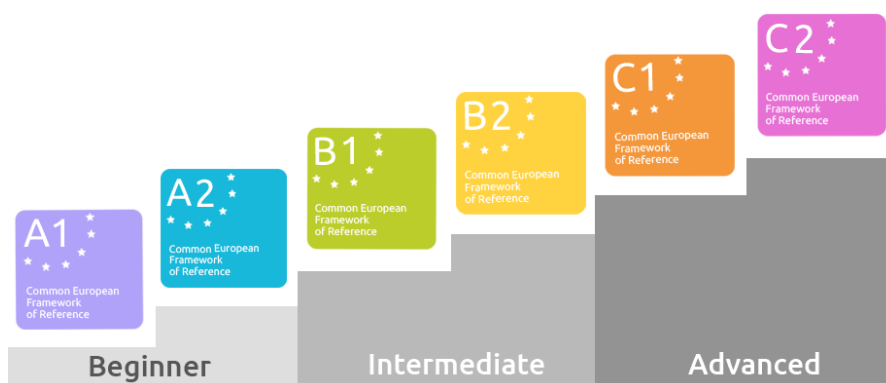 A1
Common European
Framework
of Reference
A2
Common European
Framework
of Reference
B1
Common European
Framework
of Reference
B2
Common European
Framework
of Reference
C1
Common European
Framework
of Reference
C2
Common European
Framework
of Reference
Beginner
Intermediate
Advanced